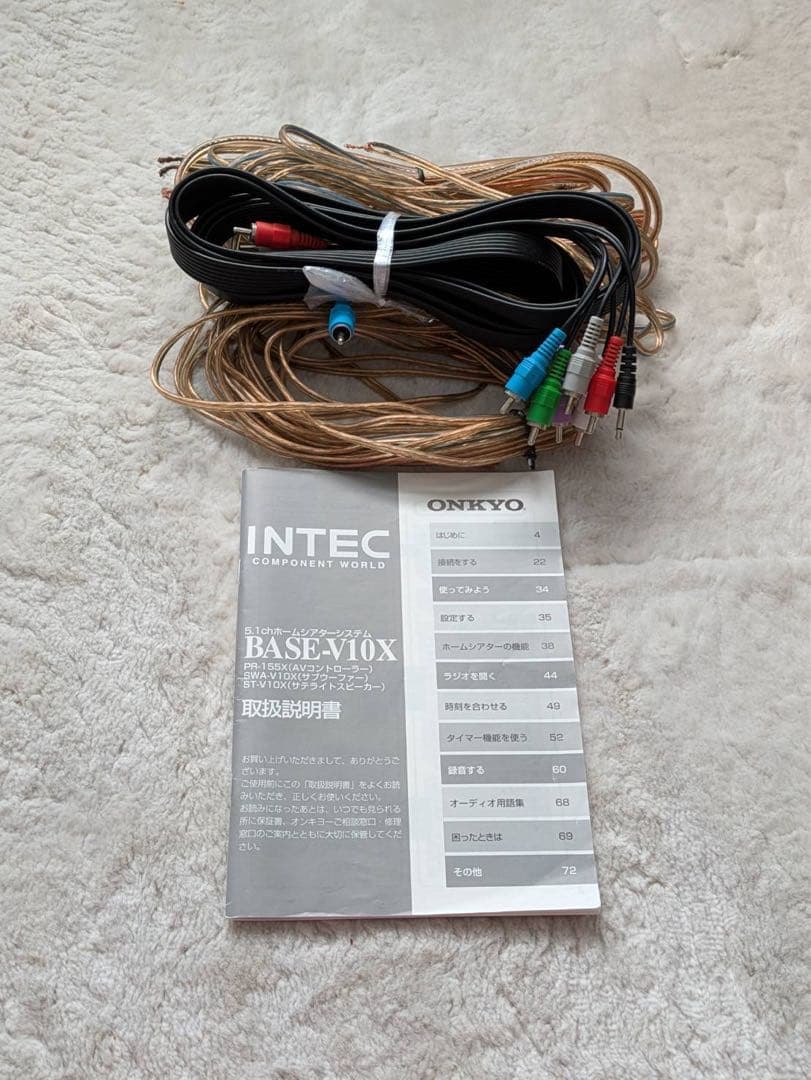 INTEC
COMPONENT WORLD
5.1chホームシアターシステム
BASE-V10X
PR-155X(AVコントローラー)
SWA-V10X(サブウーファー)
ST-V10X(サテライトスピーカー)
取扱説明書
お買い上げいただきまして、ありがとうご
ざいます。
ご使用前にこの「取扱説明書」をよくお読
みいただき、正しくお使いください。
お読みになったあとは、いつでも見られる
所に保証書、オンキヨーご相談窓口・修理
窓口のご案内とともに大切に保管してくだ
さい。
ONKYO
はじめに 4
接続をする 22
使ってみよう 34
設定する 35
ホームシアターの機能 38
ラジオを聞く 44
時刻を合わせる 49
タイマー機能を使う 52
録音する 60
オーディオ用語集 68
困ったときは 69
その他 72